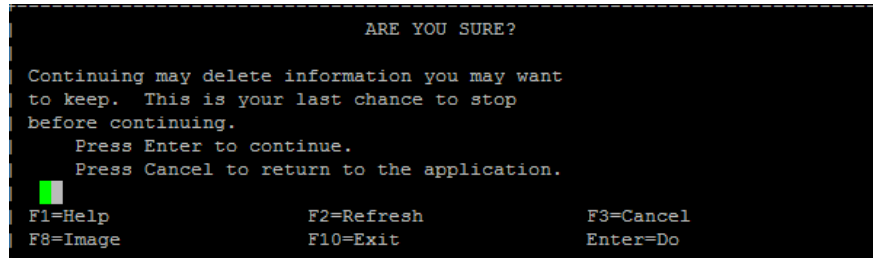 ARE YOU SURE?
Continuing may delete information you may want
to keep.  This is your last chance to stop
before continuing.
Press Enter to continue.
Press Cancel to return to the application.
F1=Help F2=Refresh F3=Cancel
F8=Image F10=Exit Enter=Do